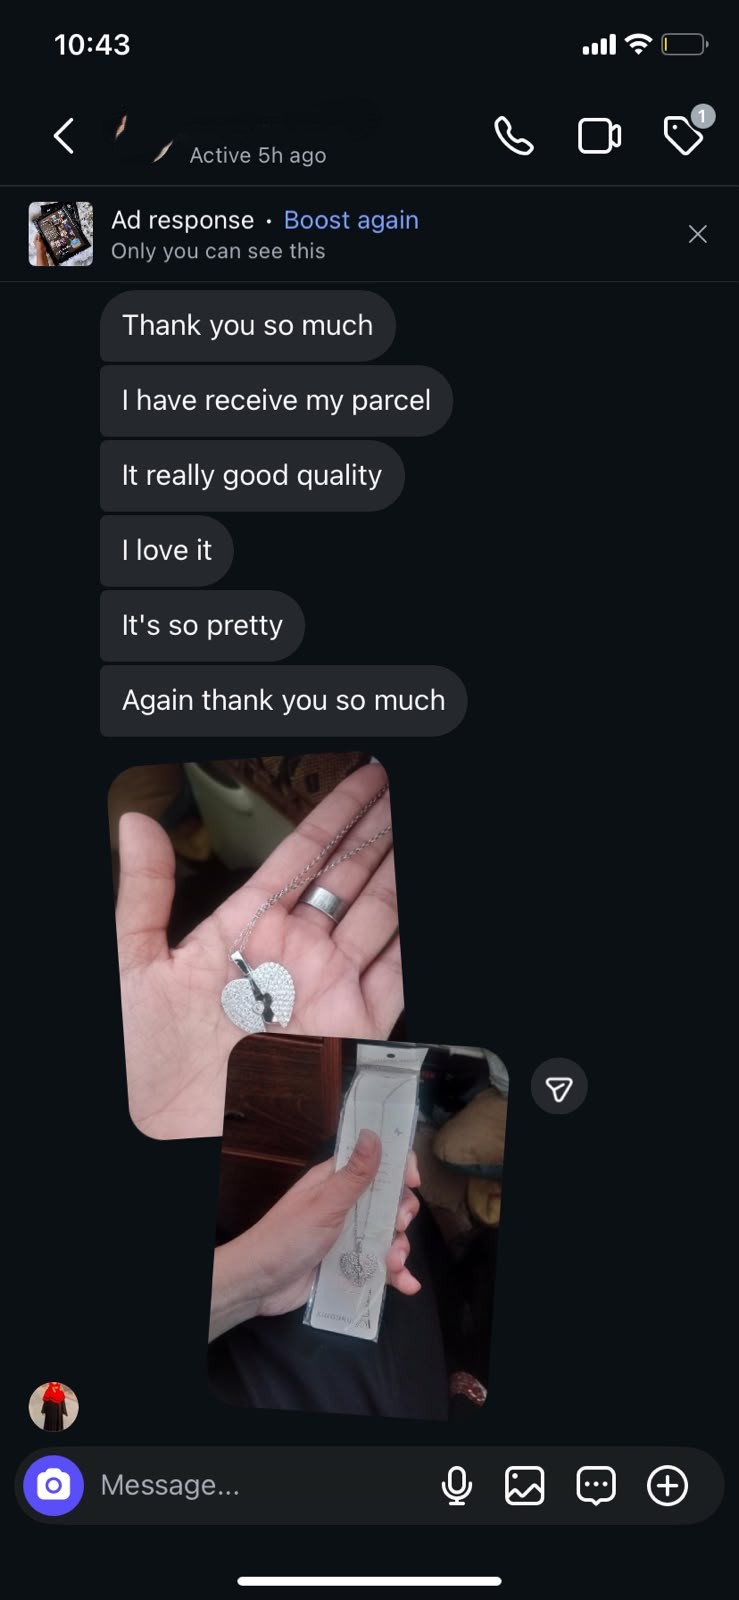 10:43
Active 5h ago
1
Ad response · Boost again
Only you can see this
Thank you so much
I have receive my parcel
It really good quality
I love it
It's so pretty
Again thank you so much
Message...